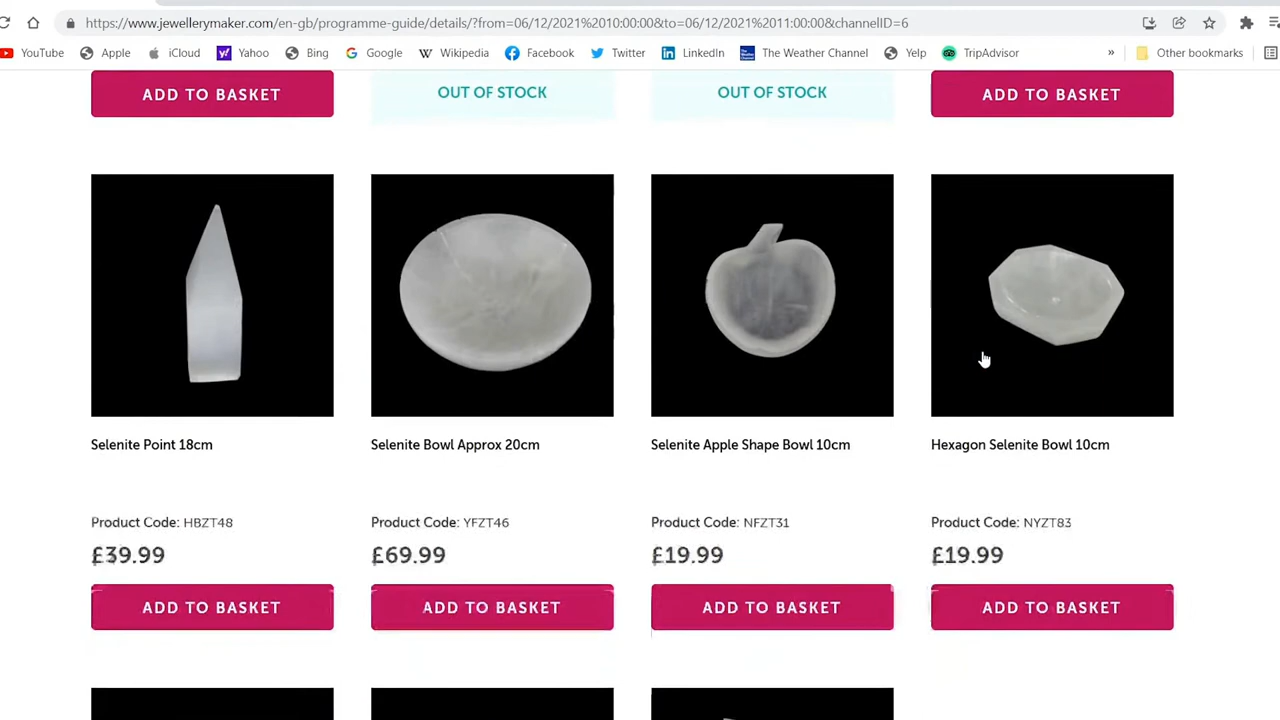 https://www.jewellerymaker.com/en-gb/programme-guide/details/?from=06/12/2021%2010:00:00&to=06/12/2021%2011:00:00&channelID=6
YouTube Apple iCloud Yahoo Bing Google Wikipedia Facebook Twitter LinkedIn The Weather Channel Yelp TripAdvisor » Other bookmarks
ADD TO BASKET OUT OF STOCK OUT OF STOCK ADD TO BASKET
Selenite Point 18cm Selenite Bowl Approx 20cm Selenite Apple Shape Bowl 10cm Hexagon Selenite Bowl 10cm
Product Code: HBZT48 Product Code: YFZT46 Product Code: NFZT31 Product Code: NYZT83
£39.99 £69.99 £19.99 £19.99
ADD TO BASKET ADD TO BASKET ADD TO BASKET ADD TO BASKET